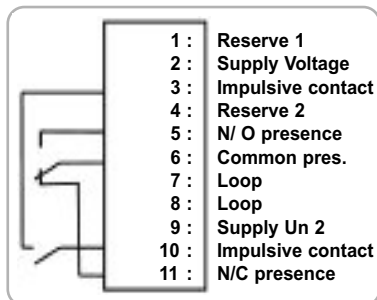 1 : Reserve 1
2 : Supply Voltage
3 : Impulsive contact
4 : Reserve 2
5 : N/ O presence
6 : Common pres.
7 : Loop
8 : Loop
9 : Supply Un 2
10 : Impulsive contact
11 : N/C presence